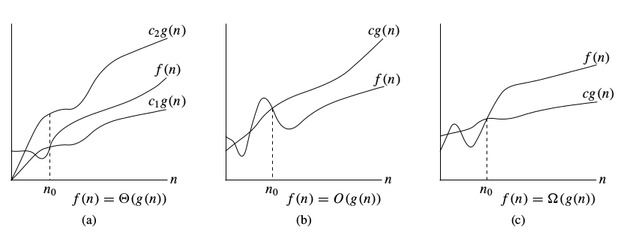 c₂g(n)
f(n)
c₁g(n)
n
n₀
f(n) = Θ(g(n))
(a)
cg(n)
f(n)
n
n₀
f(n) = O(g(n))
(b)
f(n)
cg(n)
n
n₀
f(n) = Ω(g(n))
(c)